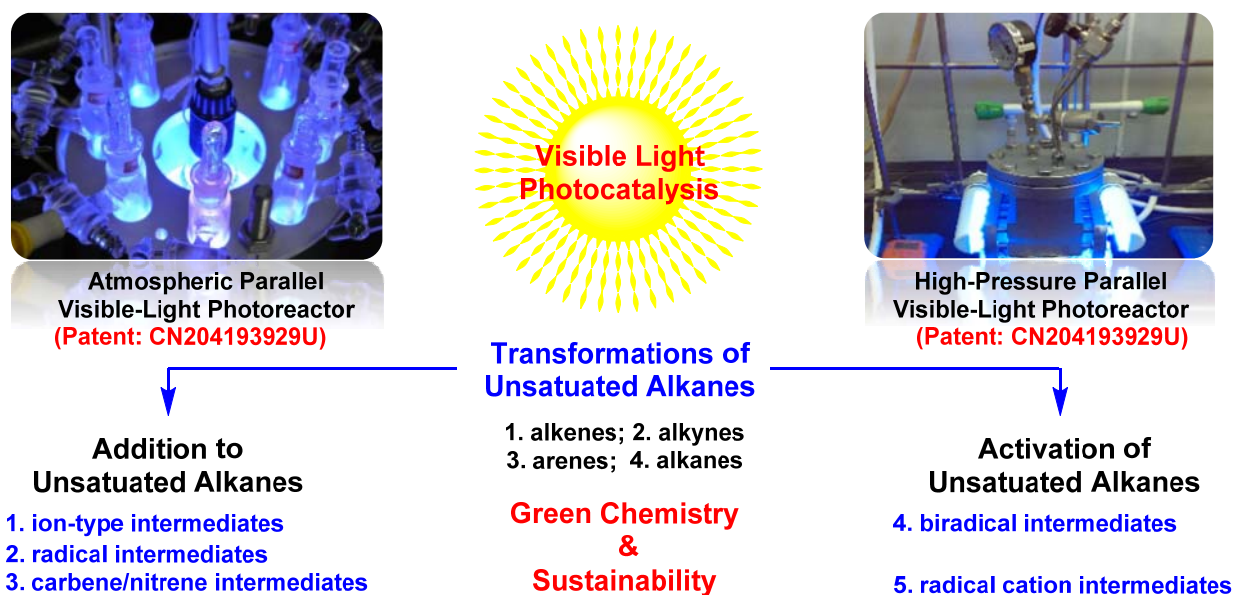 Visible Light
Photocatalysis
Atmospheric Parallel
Visible-Light Photoreactor
(Patent: CN204193929U)
High-Pressure Parallel
Visible-Light Photoreactor
(Patent: CN204193929U)
Transformations of
Unsatuated Alkanes
1. alkenes; 2. alkynes
3. arenes; 4. alkanes
Green Chemistry
&
Sustainability
Addition to
Unsatuated Alkanes
1. ion-type intermediates
2. radical intermediates
3. carbene/nitrene intermediates
Activation of
Unsatuated Alkanes
4. biradical intermediates
5. radical cation intermediates